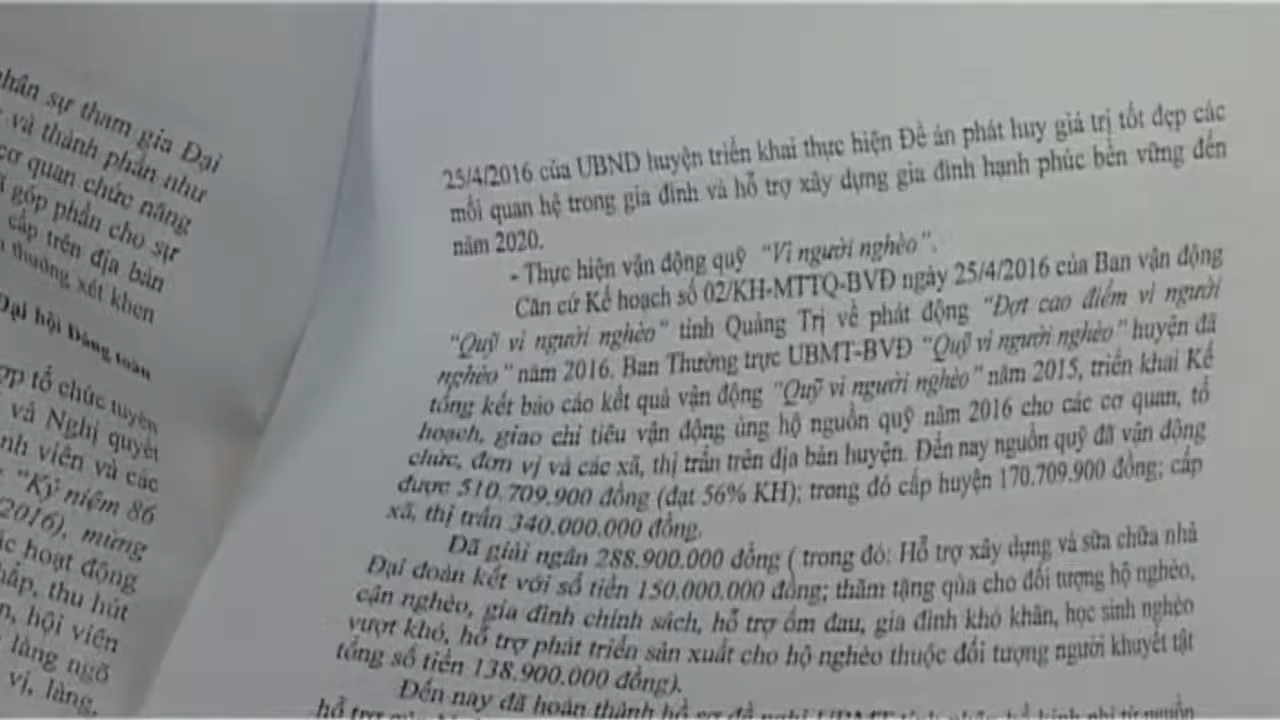 hân sự tham gia Đại
và thành phần như
cơ quan chức năng
góp phần cho sự
cấp trên địa bàn
thưởng xét khen
Đại hội Đảng toàn
ợp tổ chức tuyên
và Nghị quyết
nh viên và các
"Kỷ niệm 86
2016), mừng
ác hoạt động
hấp, thu hút
n, hội viên
làng ngõ
vị, làng,
25/4/2016 của UBND huyện triển khai thực hiện Đề án phát huy giá trị tốt đẹp các
mối quan hệ trong gia đình và hỗ trợ xây dựng gia đình hạnh phúc bền vững đến
năm 2020.
- Thực hiện vận động quỹ "Vì người nghèo".
Căn cứ Kế hoạch số 02/KH-MTTQ-BVĐ ngày 25/4/2016 của Ban vận động
"Quỹ vì người nghèo" tỉnh Quảng Trị về phát động "Đợt cao điểm vì người
nghèo" năm 2016. Ban Thường trực UBMT-BVĐ "Quỹ vì người nghèo" huyện đã
tổng kết báo cáo kết quả vận động "Quỹ vì người nghèo" năm 2015, triển khai Kế
hoạch, giao chỉ tiêu vận động ủng hộ nguồn quỹ năm 2016 cho các cơ quan, tổ
chức, đơn vị và các xã, thị trấn trên địa bàn huyện. Đến nay nguồn quỹ đã vận động
được 510.709.900 đồng (đạt 56% KH); trong đó cấp huyện 170.709.900 đồng; cấp
xã, thị trấn 340.000.000 đồng.
Đã giải ngân 288.900.000 đồng ( trong đó: Hỗ trợ xây dựng và sữa chữa nhà
Đại đoàn kết với số tiền 150.000.000 đồng; thăm tặng qùa cho đối tượng hộ nghèo,
cận nghèo, gia đình chính sách, hỗ trợ ốm đau, gia đình khó khăn, học sinh nghèo
vượt khó, hỗ trợ phát triển sản xuất cho hộ nghèo thuộc đối tượng người khuyết tật
tổng số tiền 138.900.000 đồng).
Đến nay đã hoàn thành hồ sơ đề nghị UBMT
hỗ trợ